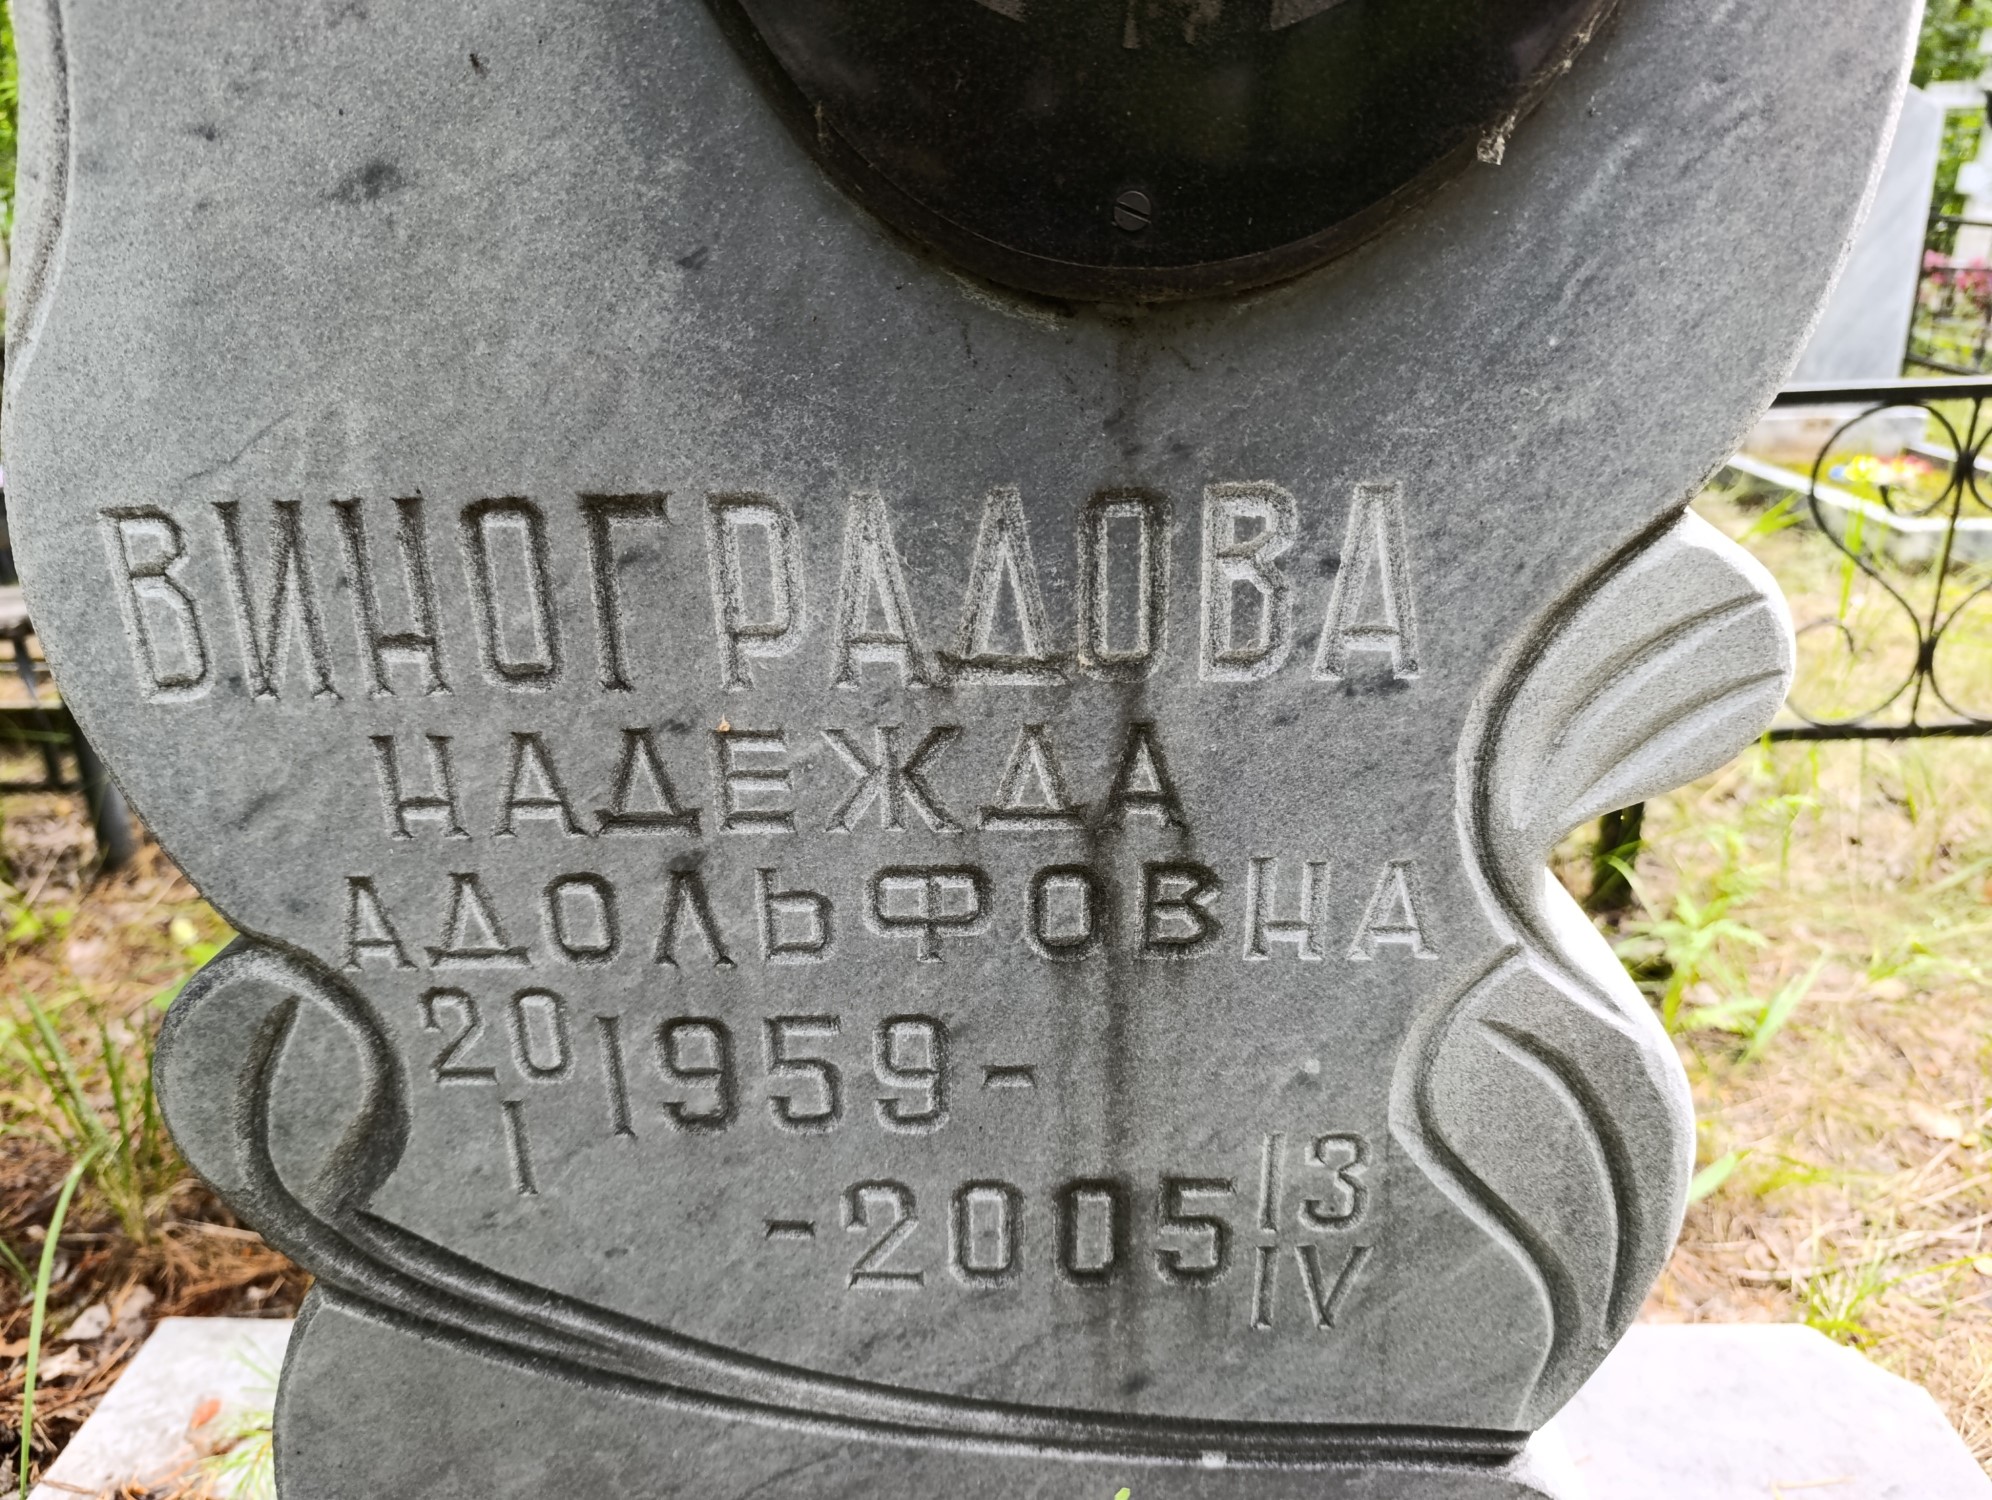 ВИНОГРАДОВА
НАДЕЖДА
АДОЛЬФОВНА
20
I 1959-
-2005 13
IV